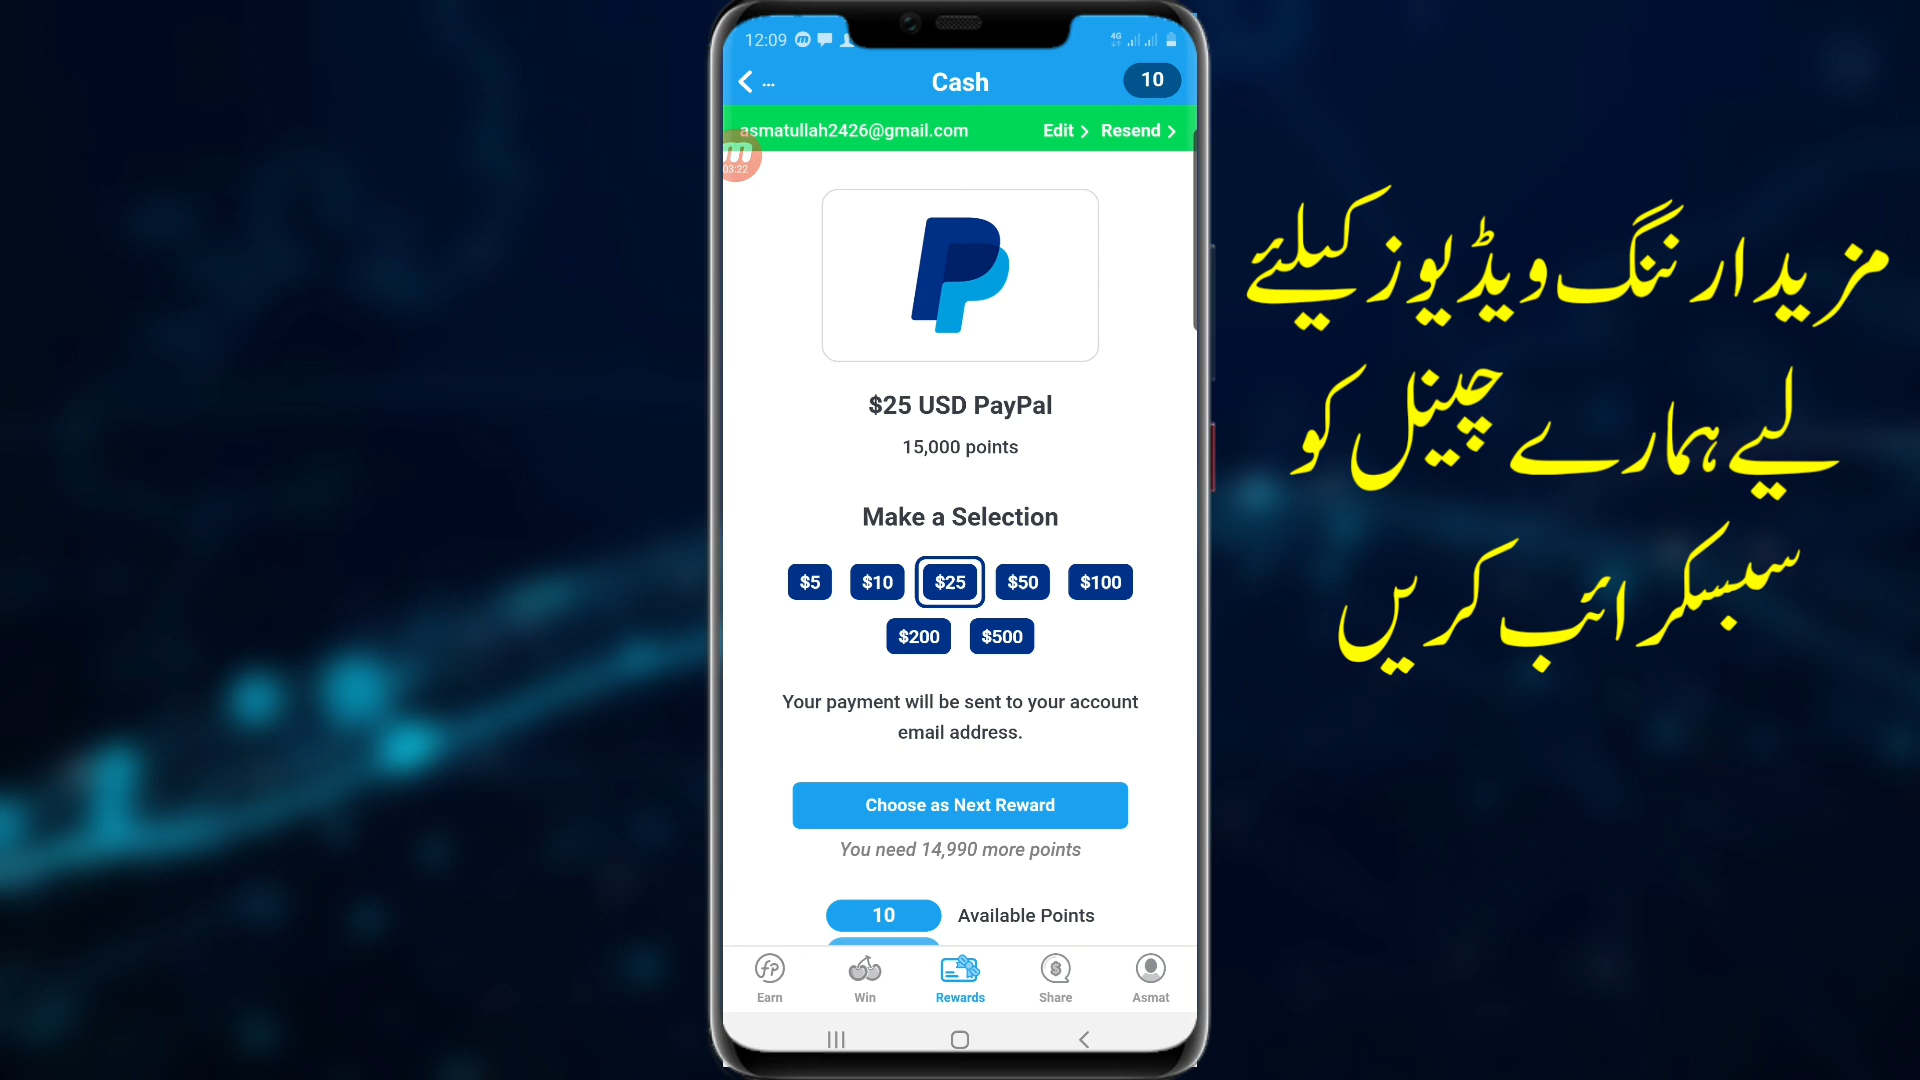 12:09
4G
...
Cash
10
asmatullah2426@gmail.com
Edit
Resend
03:22
$25 USD PayPal
15,000 points
Make a Selection
$5 $10 $25 $50 $100
$200 $500
Your payment will be sent to your account
email address.
Choose as Next Reward
You need 14,990 more points
10 Available Points
Earn Win Rewards Share Asmat
مزید ارننگ ویڈیوز کیلئے
لیے ہمارے چینل کو
سبسکرائب کریں